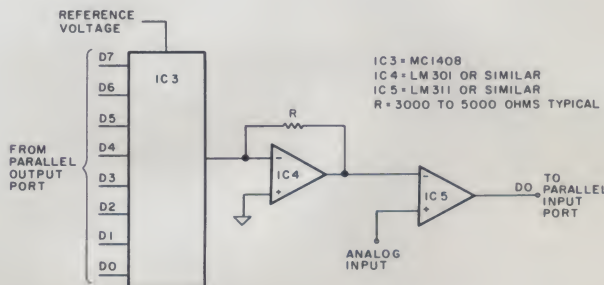 REFERENCE
VOLTAGE
IC3 = MC1408
IC4 = LM301 OR SIMILAR
IC5 = LM311 OR SIMILAR
R = 3000 TO 5000 OHMS TYPICAL
D7
IC3
D6
R
D5
FROM
PARALLEL
OUTPUT
PORT
D4
D3
D2
D1
D0
−
IC4
+
−
IC5
+
D0
TO
PARALLEL
INPUT
PORT
ANALOG
INPUT